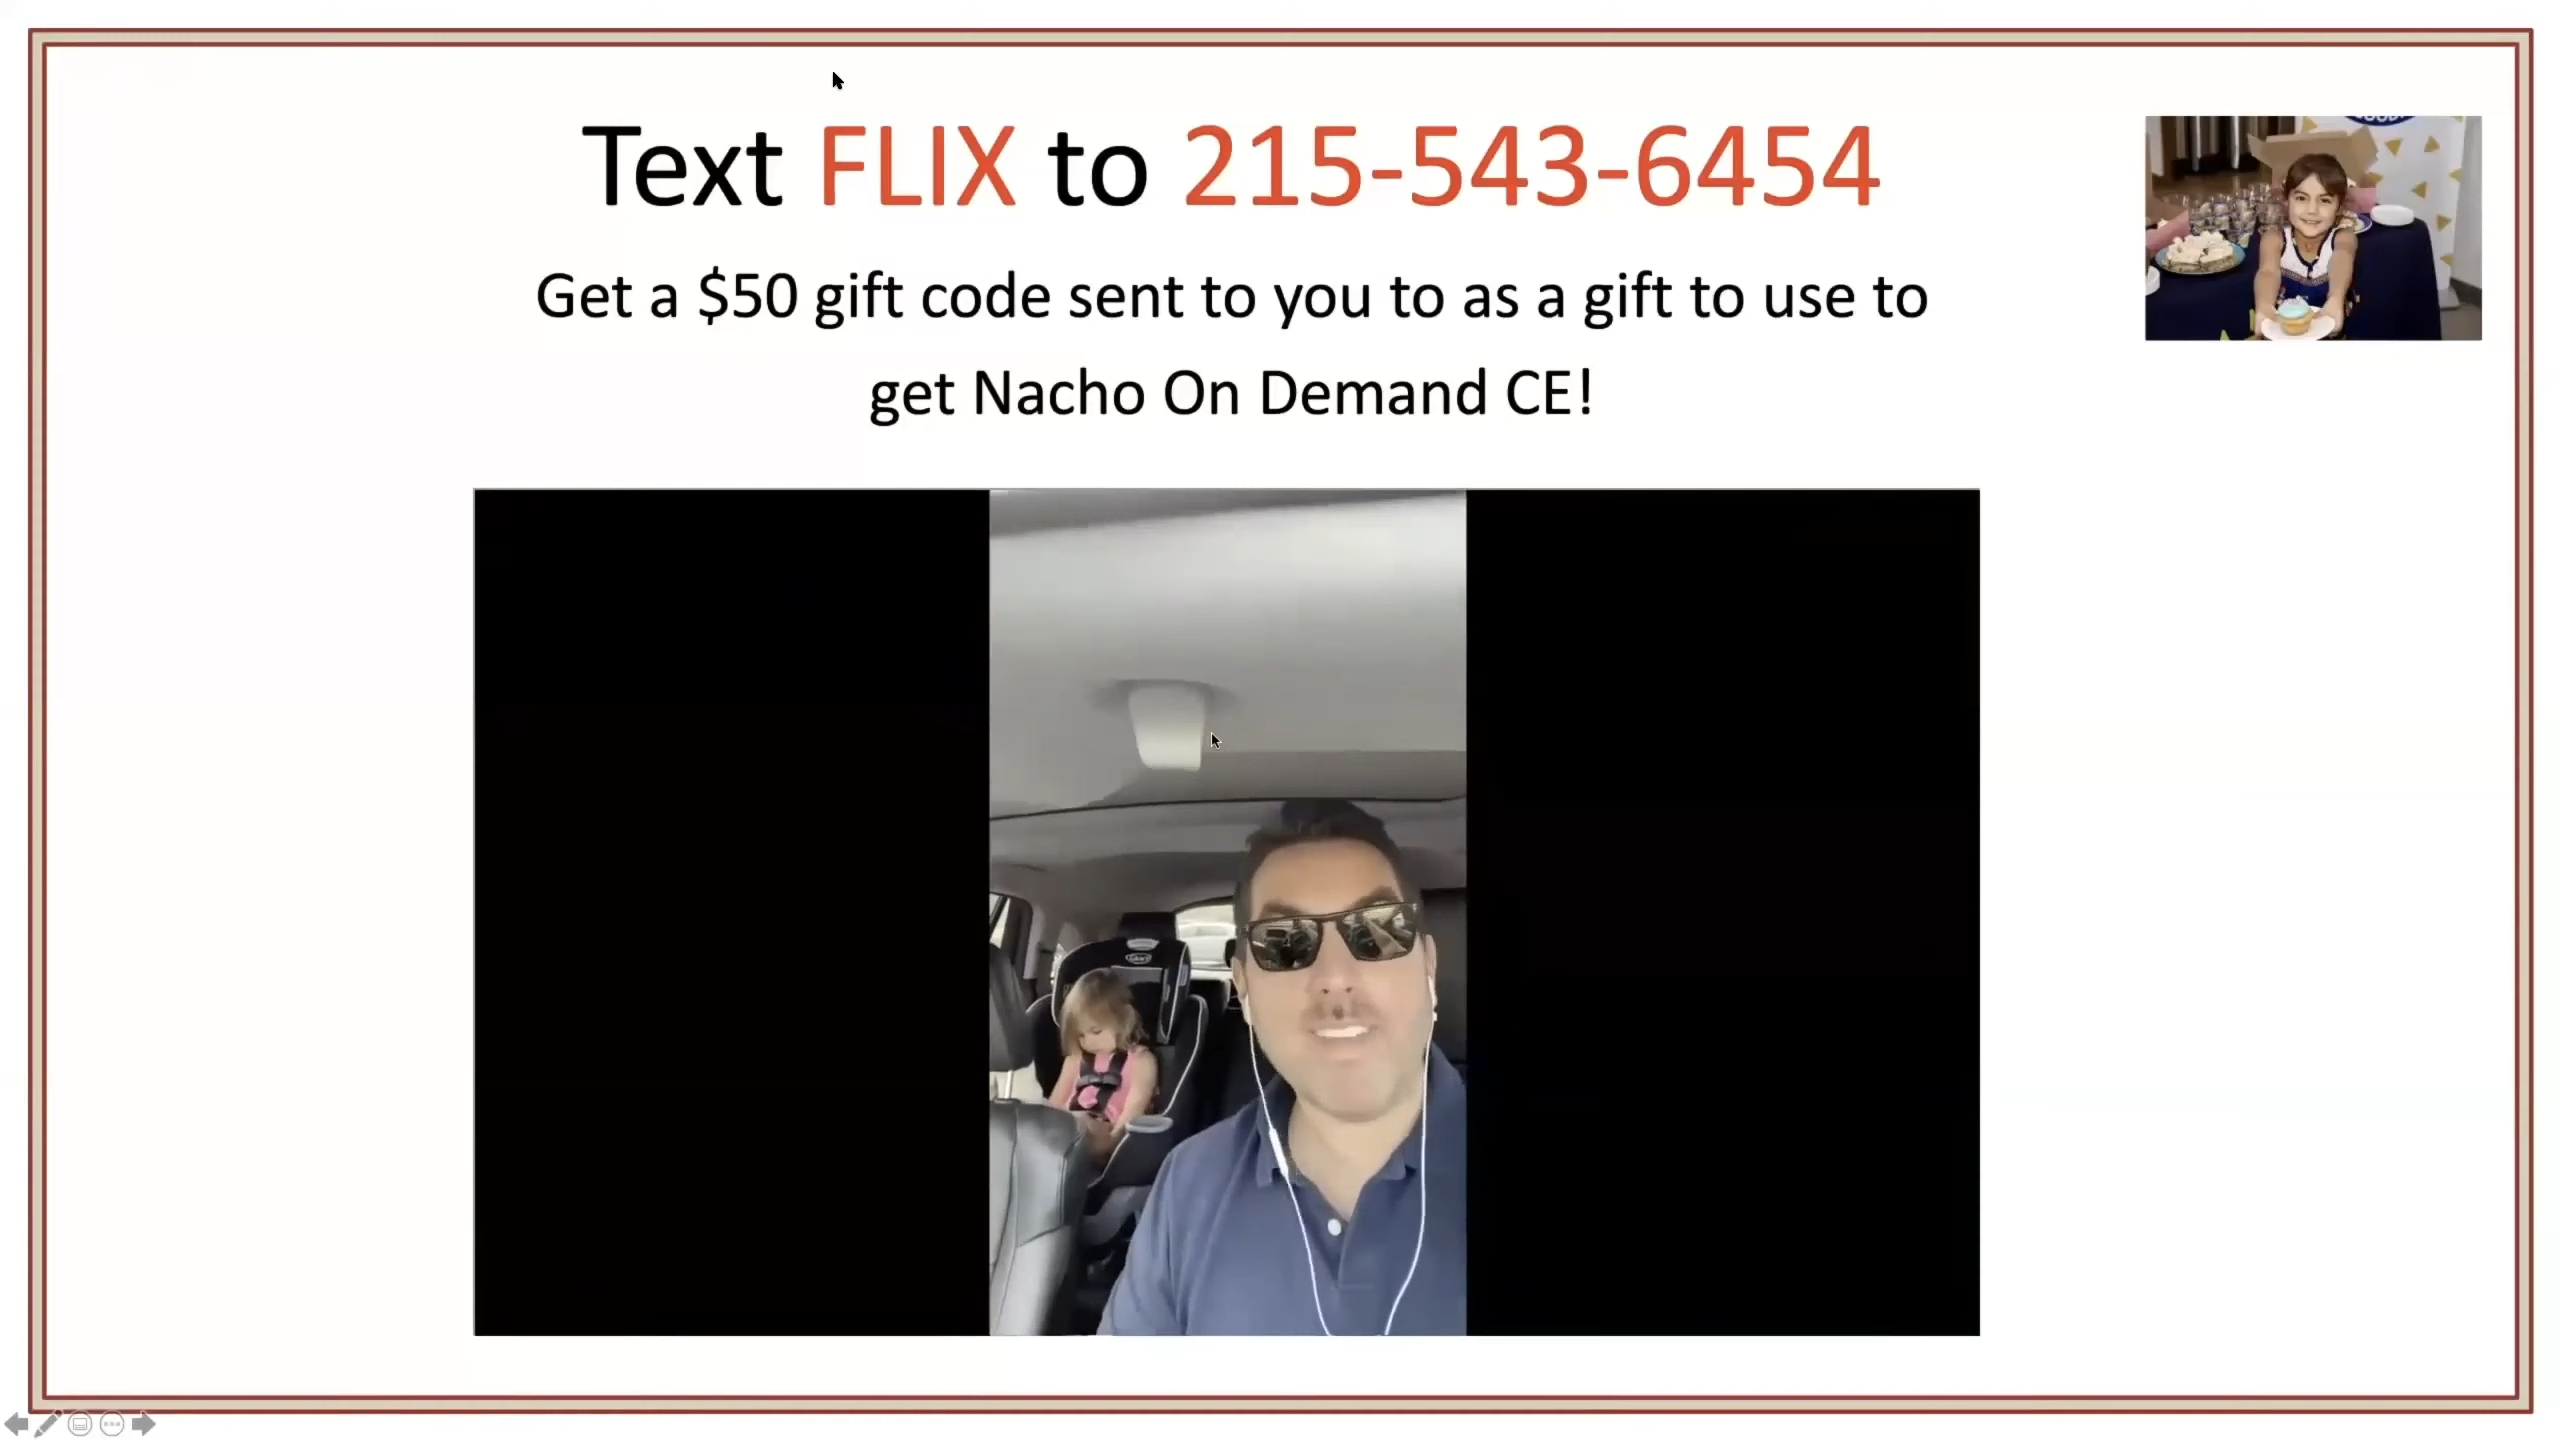 Text FLIX to 215-543-6454
Get a $50 gift code sent to you to as a gift to use to
get Nacho On Demand CE!